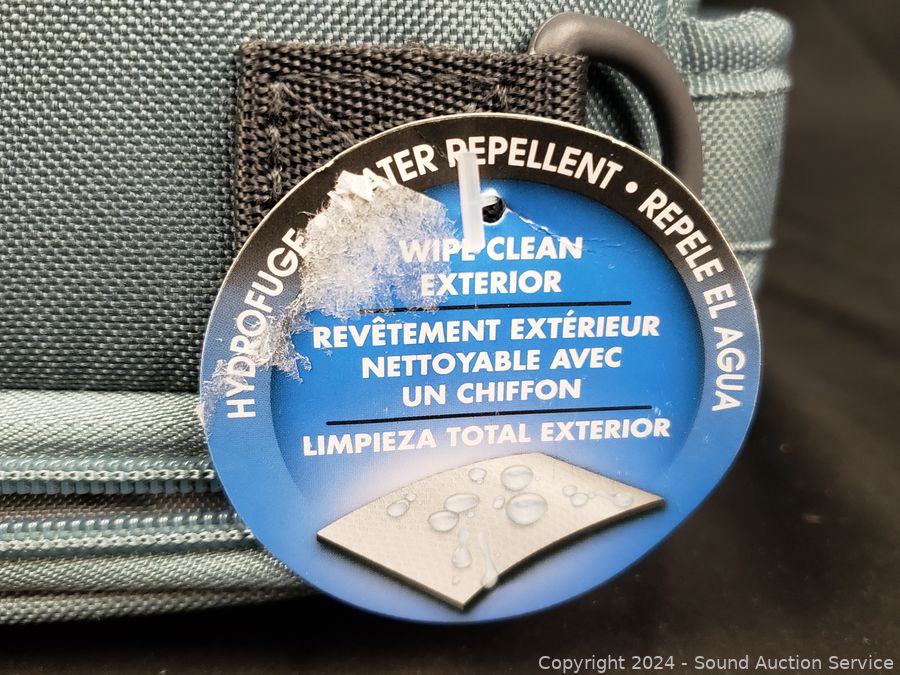 HYDROFUGE WATER REPELLENT • REPELE EL AGUA
WIPE CLEAN
EXTERIOR
REVÊTEMENT EXTÉRIEUR
NETTOYABLE AVEC
UN CHIFFON
LIMPIEZA TOTAL EXTERIOR
Copyright © 2024 - Sound Auction Service